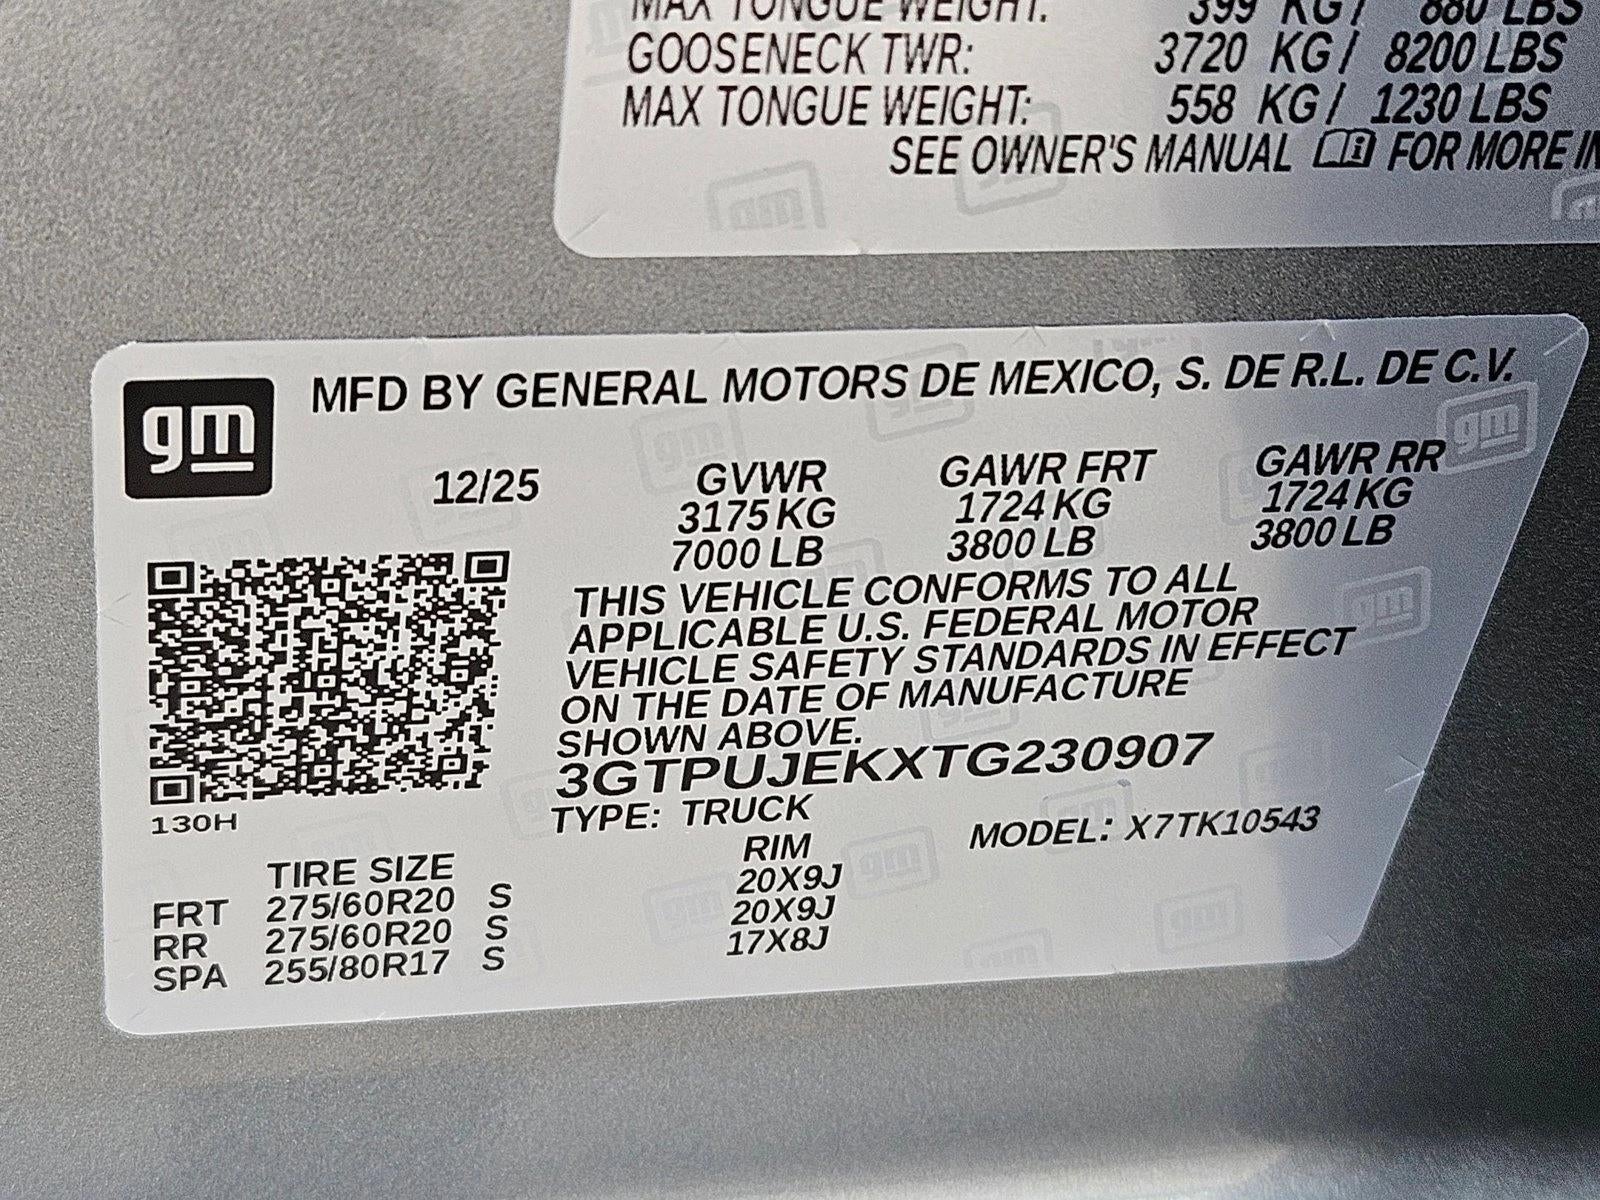 MAX TONGUE WEIGHT: 399 KG / 880 LBS
GOOSENECK TWR: 3720 KG / 8200 LBS
MAX TONGUE WEIGHT: 558 KG / 1230 LBS
SEE OWNER'S MANUAL FOR MORE
gm
MFD BY GENERAL MOTORS DE MEXICO, S. DE R.L. DE C.V.
12/25 GVWR GAWR FRT GAWR RR
3175 KG 1724 KG 1724 KG
7000 LB 3800 LB 3800 LB
THIS VEHICLE CONFORMS TO ALL
APPLICABLE U.S. FEDERAL MOTOR
VEHICLE SAFETY STANDARDS IN EFFECT
ON THE DATE OF MANUFACTURE
SHOWN ABOVE.
3GTPUJEKXTG230907
130H
TYPE: TRUCK MODEL: X7TK10543
TIRE SIZE RIM
FRT 275/60R20 S 20X9J
RR 275/60R20 S 20X9J
SPA 255/80R17 S 17X8J